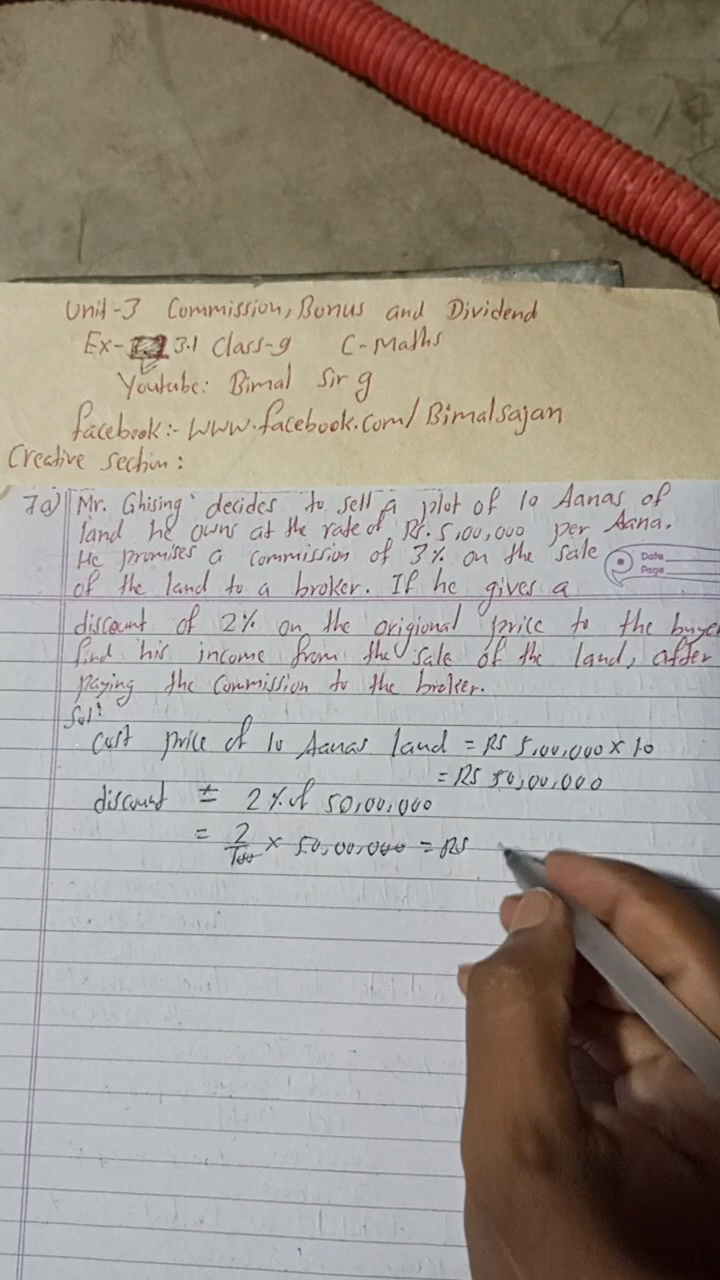 Unit-3 Commission, Bonus and Dividend
Ex- 3.1 Class-9 C-Maths
Youtube: Bimal Sir g
facebook:- www.facebook.com/Bimalsajan
Creative section:
7a) Mr. Ghising decides to sell a plot of 10 Aanas of
land he owns at the rate of Rs. 5,00,000 per Aana.
He promises a commission of 3% on the sale
Date
Page
of the land to a broker. If he gives a
discount of 2% on the origional price to the buyer
find his income from the sale of the land, after
paying the commission to the broker.
Soln
Cost price of 10 Aanas land = Rs 5,00,000 × 10
= Rs 50,00,000
discount = 2% of 50,00,000
= 2/100 × 50,00,000 = Rs